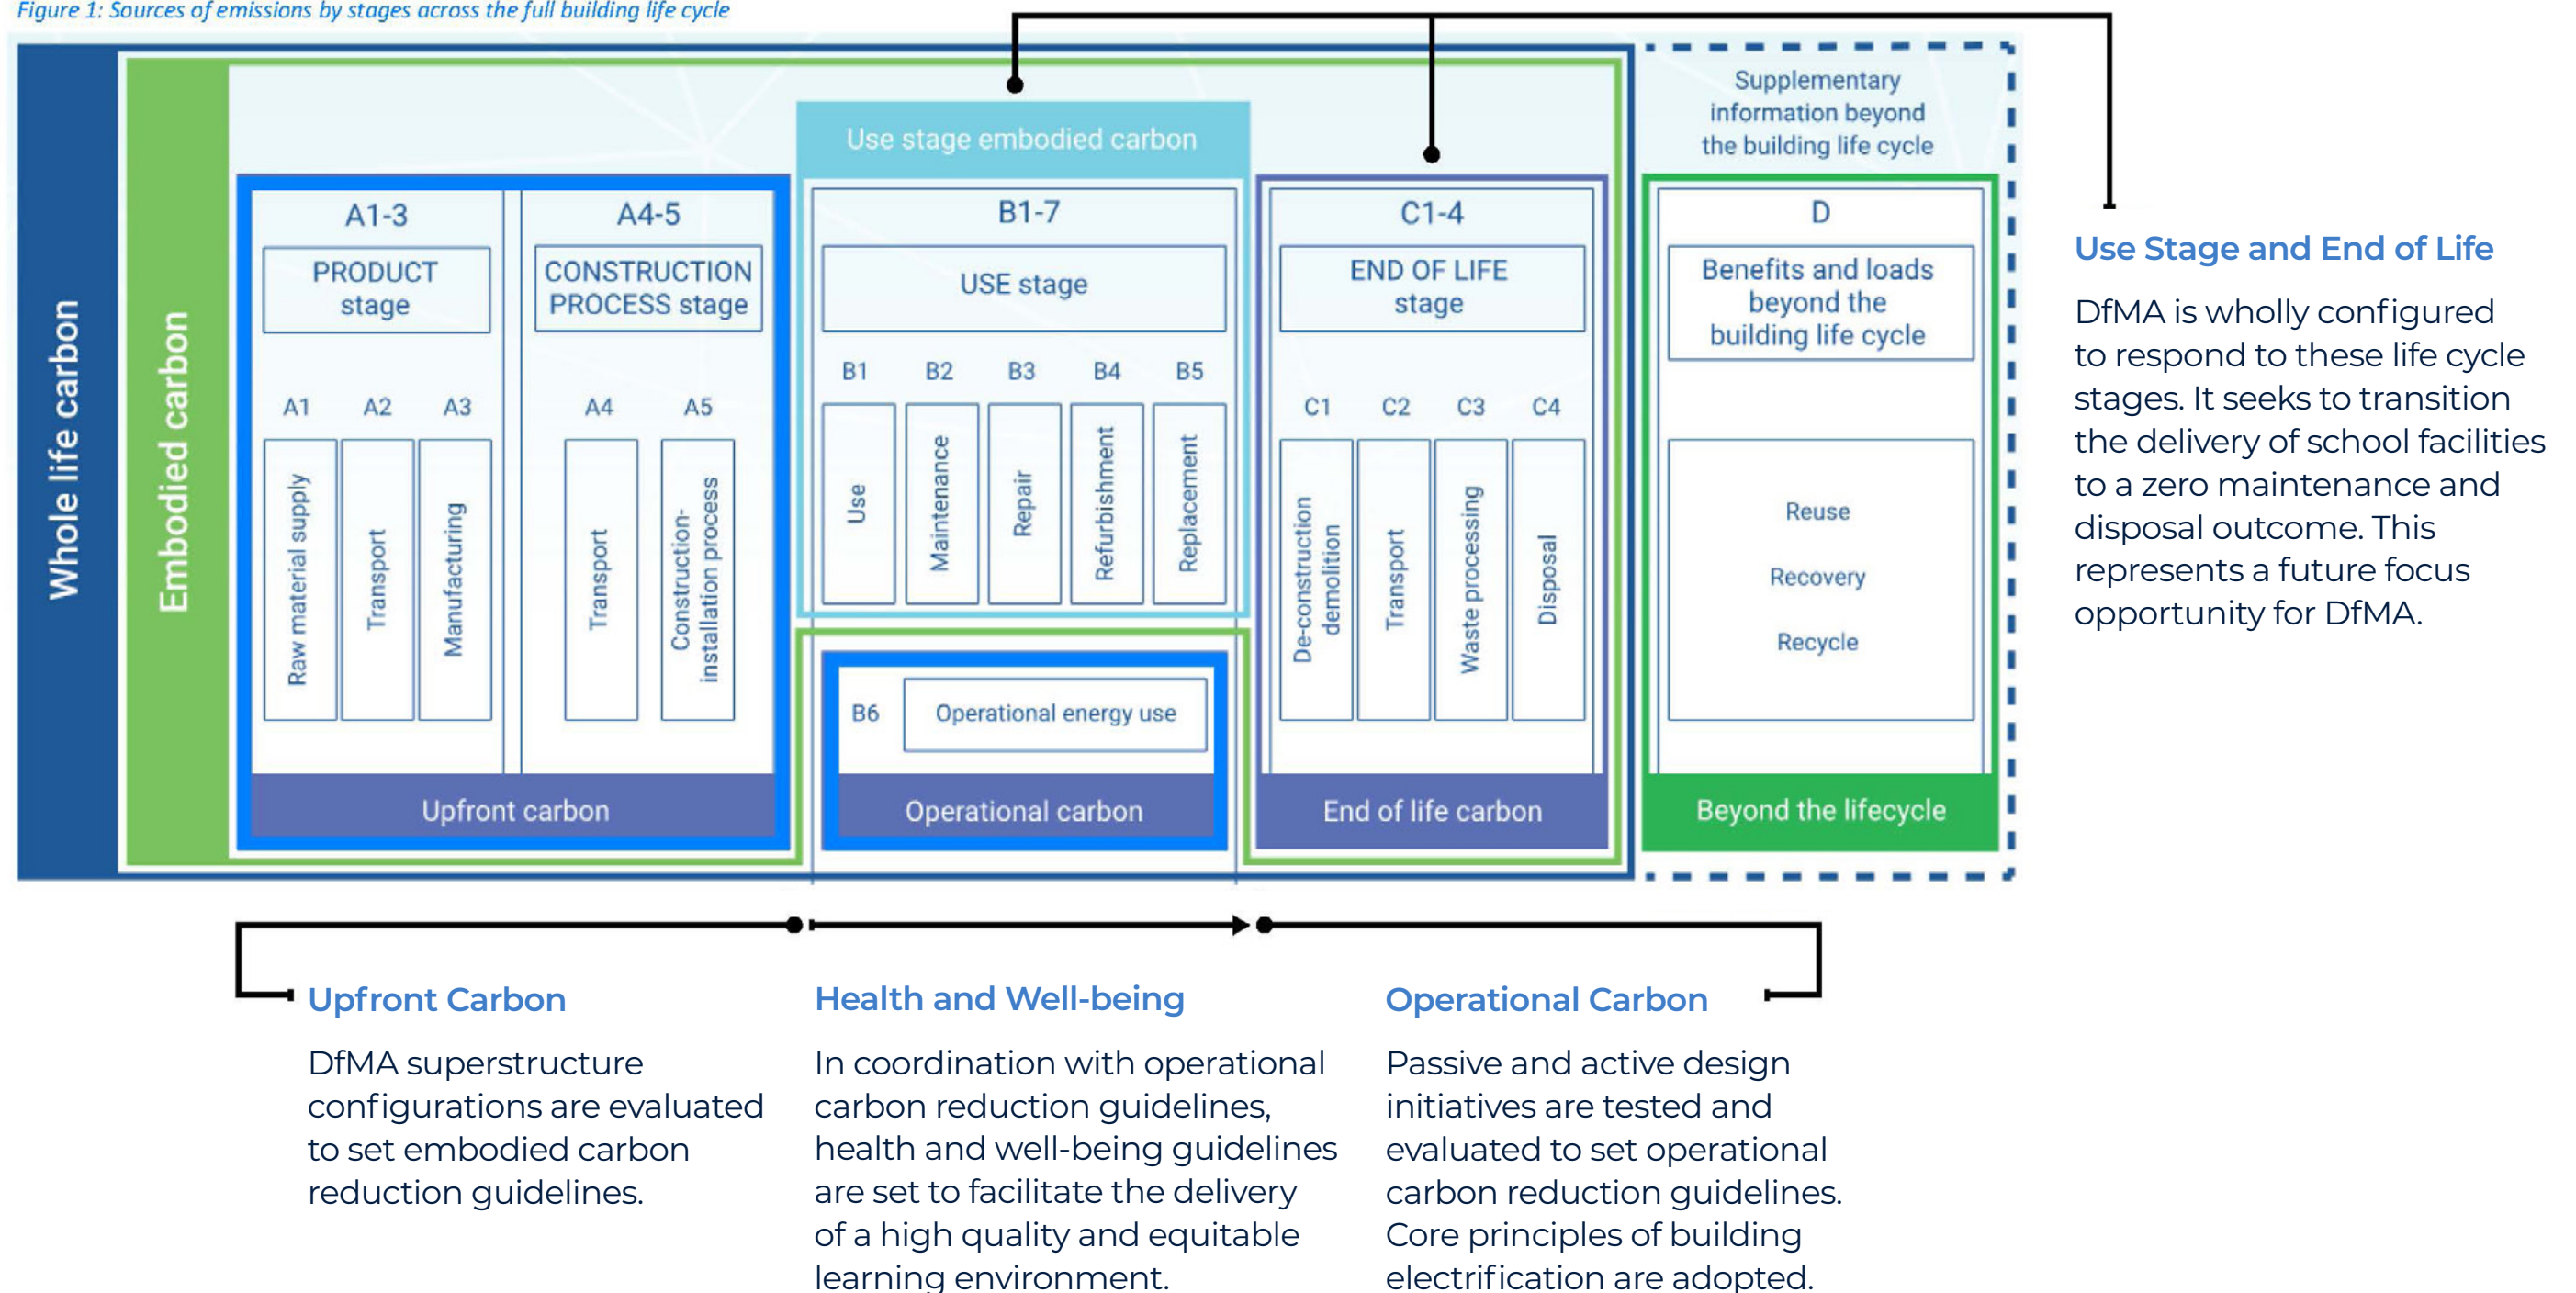 Figure 1: Sources of emissions by stages across the full building life cycle
Whole life carbon
Embodied carbon
Use stage embodied carbon
Supplementary
information beyond
the building life cycle
A1-3
PRODUCT
stage
A1
A2
A3
Raw material supply
Transport
Manufacturing
A4-5
CONSTRUCTION
PROCESS stage
A4
A5
Transport
Construction-
installation process
Upfront carbon
B1-7
USE stage
B1
B2
B3
B4
B5
Use
Maintenance
Repair
Refurbishment
Replacement
B6
Operational energy use
Operational carbon
C1-4
END OF LIFE
stage
C1
C2
C3
C4
De-construction
demolition
Transport
Waste processing
Disposal
End of life carbon
D
Benefits and loads
beyond the
building life cycle
Reuse
Recovery
Recycle
Beyond the lifecycle
Use Stage and End of Life
DfMA is wholly configured
to respond to these life cycle
stages. It seeks to transition
the delivery of school facilities
to a zero maintenance and
disposal outcome. This
represents a future focus
opportunity for DfMA.
Upfront Carbon
DfMA superstructure
configurations are evaluated
to set embodied carbon
reduction guidelines.
Health and Well-being
In coordination with operational
carbon reduction guidelines,
health and well-being guidelines
are set to facilitate the delivery
of a high quality and equitable
learning environment.
Operational Carbon
Passive and active design
initiatives are tested and
evaluated to set operational
carbon reduction guidelines.
Core principles of building
electrification are adopted.